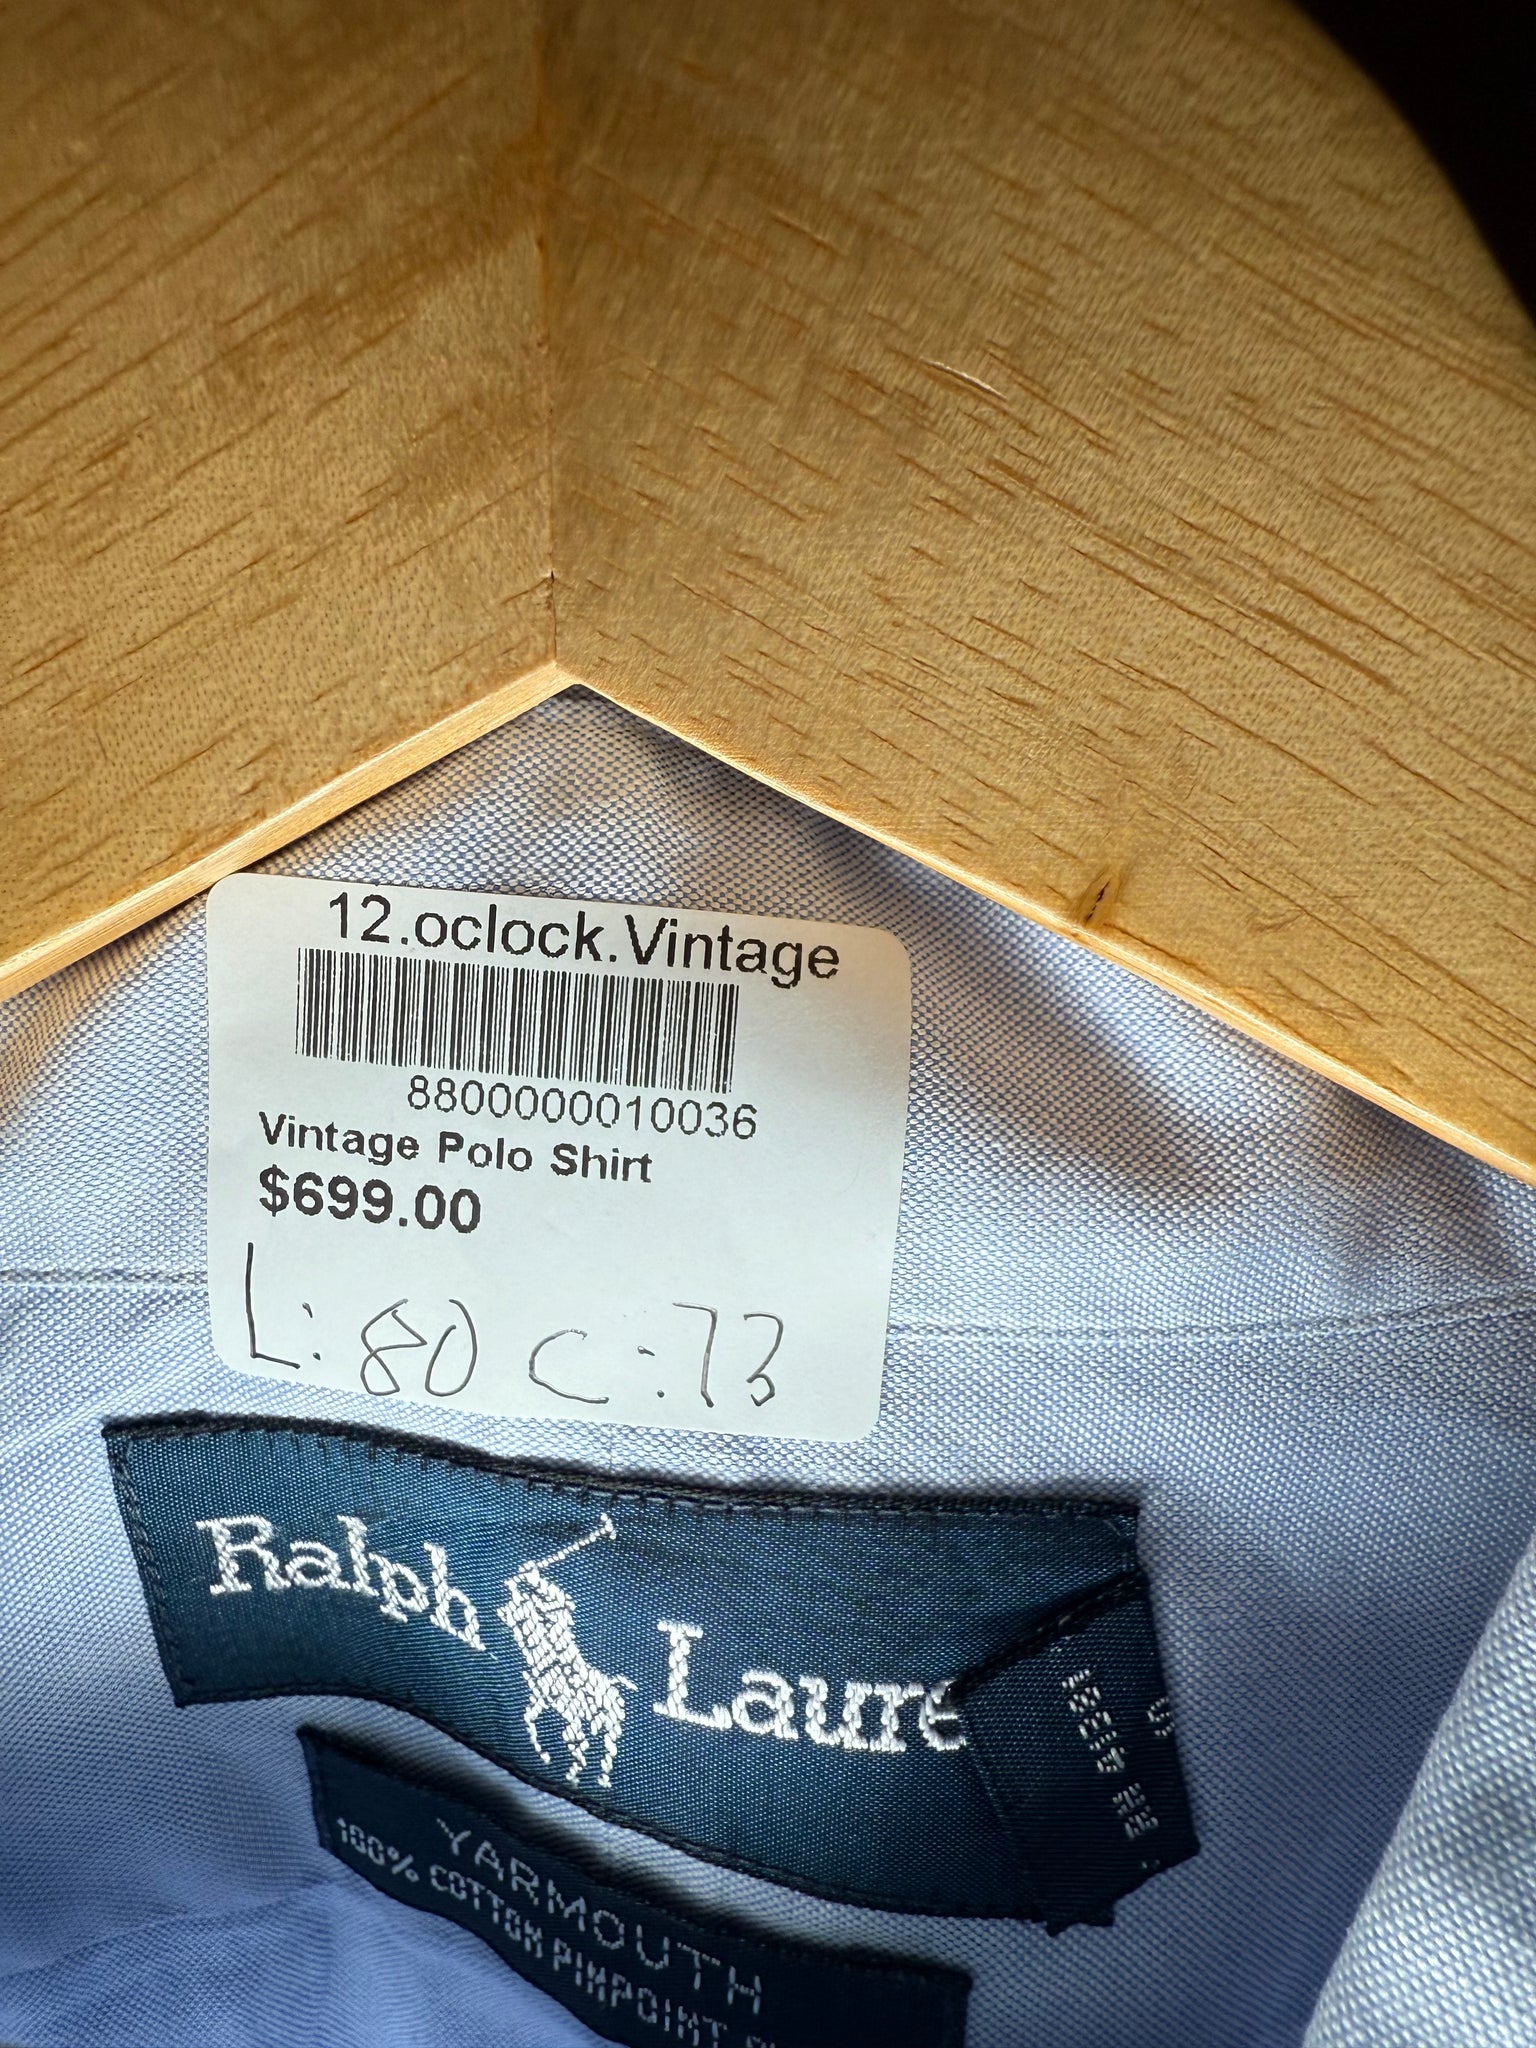 12.oclock.Vintage
8800000010036
Vintage Polo Shirt
$699.00
L: 80 C: 73
Ralph Laure
YARMOUTH
100% COTTON PINPOINT